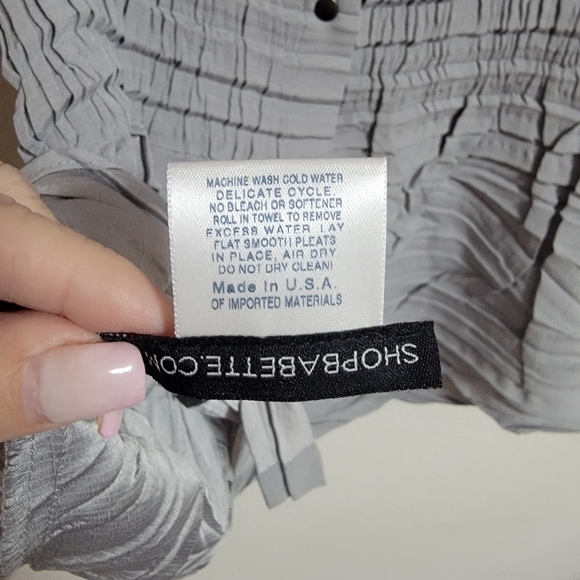 MACHINE WASH COLD WATER
DELICATE CYCLE.
NO BLEACH OR SOFTENER
ROLL IN TOWEL TO REMOVE
EXCESS WATER. LAY
FLAT SMOOTH PLEATS
IN PLACE, AIR DRY
DO NOT DRY CLEAN!
Made In U.S.A.
OF IMPORTED MATERIALS
SHOPBABETTE.COM